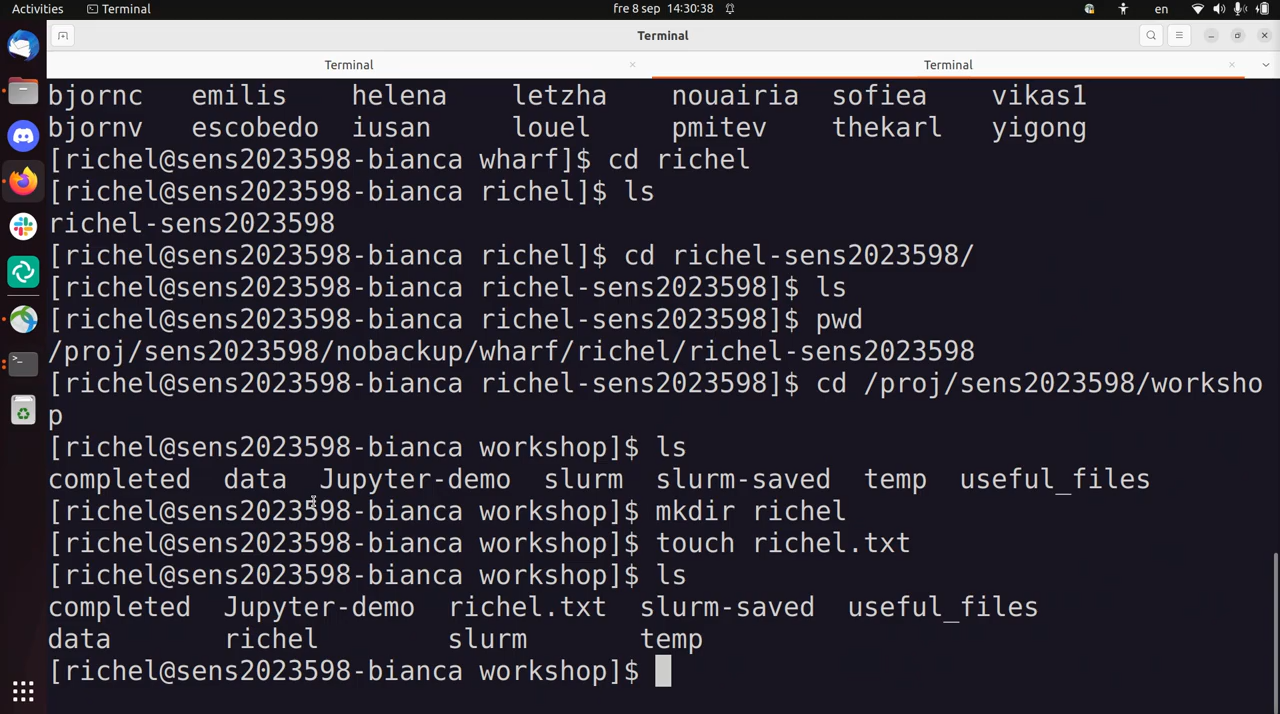 Activities Terminal fre 8 sep 14:30:38 en
Terminal
Terminal Terminal
bjornc emilis helena letzha nouairia sofiea vikas1
bjornv escobedo iusan louel pmitev thekarl yigong
[richel@sens2023598-bianca wharf]$ cd richel
[richel@sens2023598-bianca richel]$ ls
richel-sens2023598
[richel@sens2023598-bianca richel]$ cd richel-sens2023598/
[richel@sens2023598-bianca richel-sens2023598]$ ls
[richel@sens2023598-bianca richel-sens2023598]$ pwd
/proj/sens2023598/nobackup/wharf/richel/richel-sens2023598
[richel@sens2023598-bianca richel-sens2023598]$ cd /proj/sens2023598/worksho
p
[richel@sens2023598-bianca workshop]$ ls
completed data Jupyter-demo slurm slurm-saved temp useful_files
[richel@sens2023598-bianca workshop]$ mkdir richel
[richel@sens2023598-bianca workshop]$ touch richel.txt
[richel@sens2023598-bianca workshop]$ ls
completed Jupyter-demo richel.txt slurm-saved useful_files
data richel slurm temp
[richel@sens2023598-bianca workshop]$